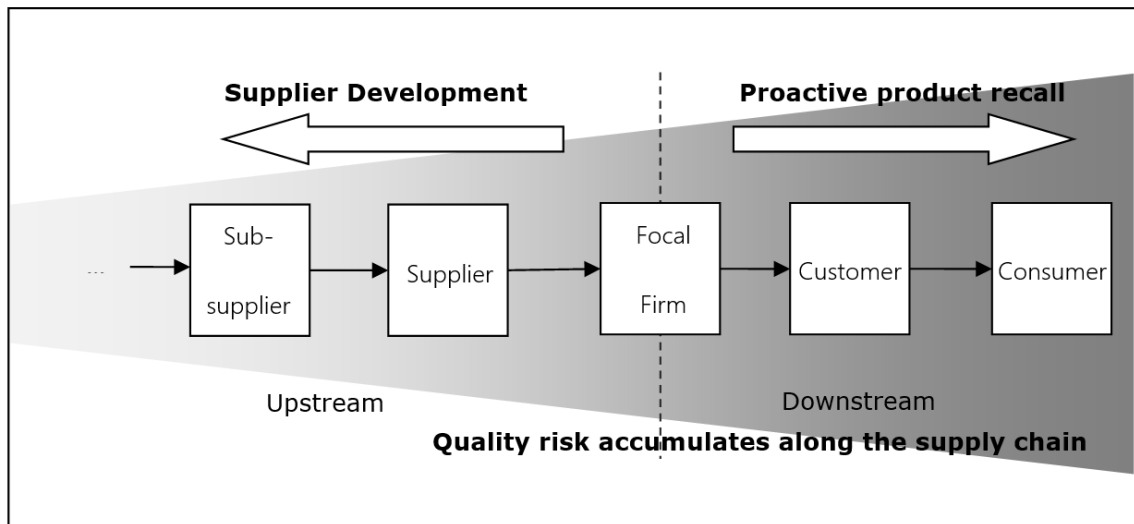 Supplier Development
Proactive product recall
...
Sub-
supplier
Supplier
Focal
Firm
Customer
Consumer
Upstream
Downstream
Quality risk accumulates along the supply chain